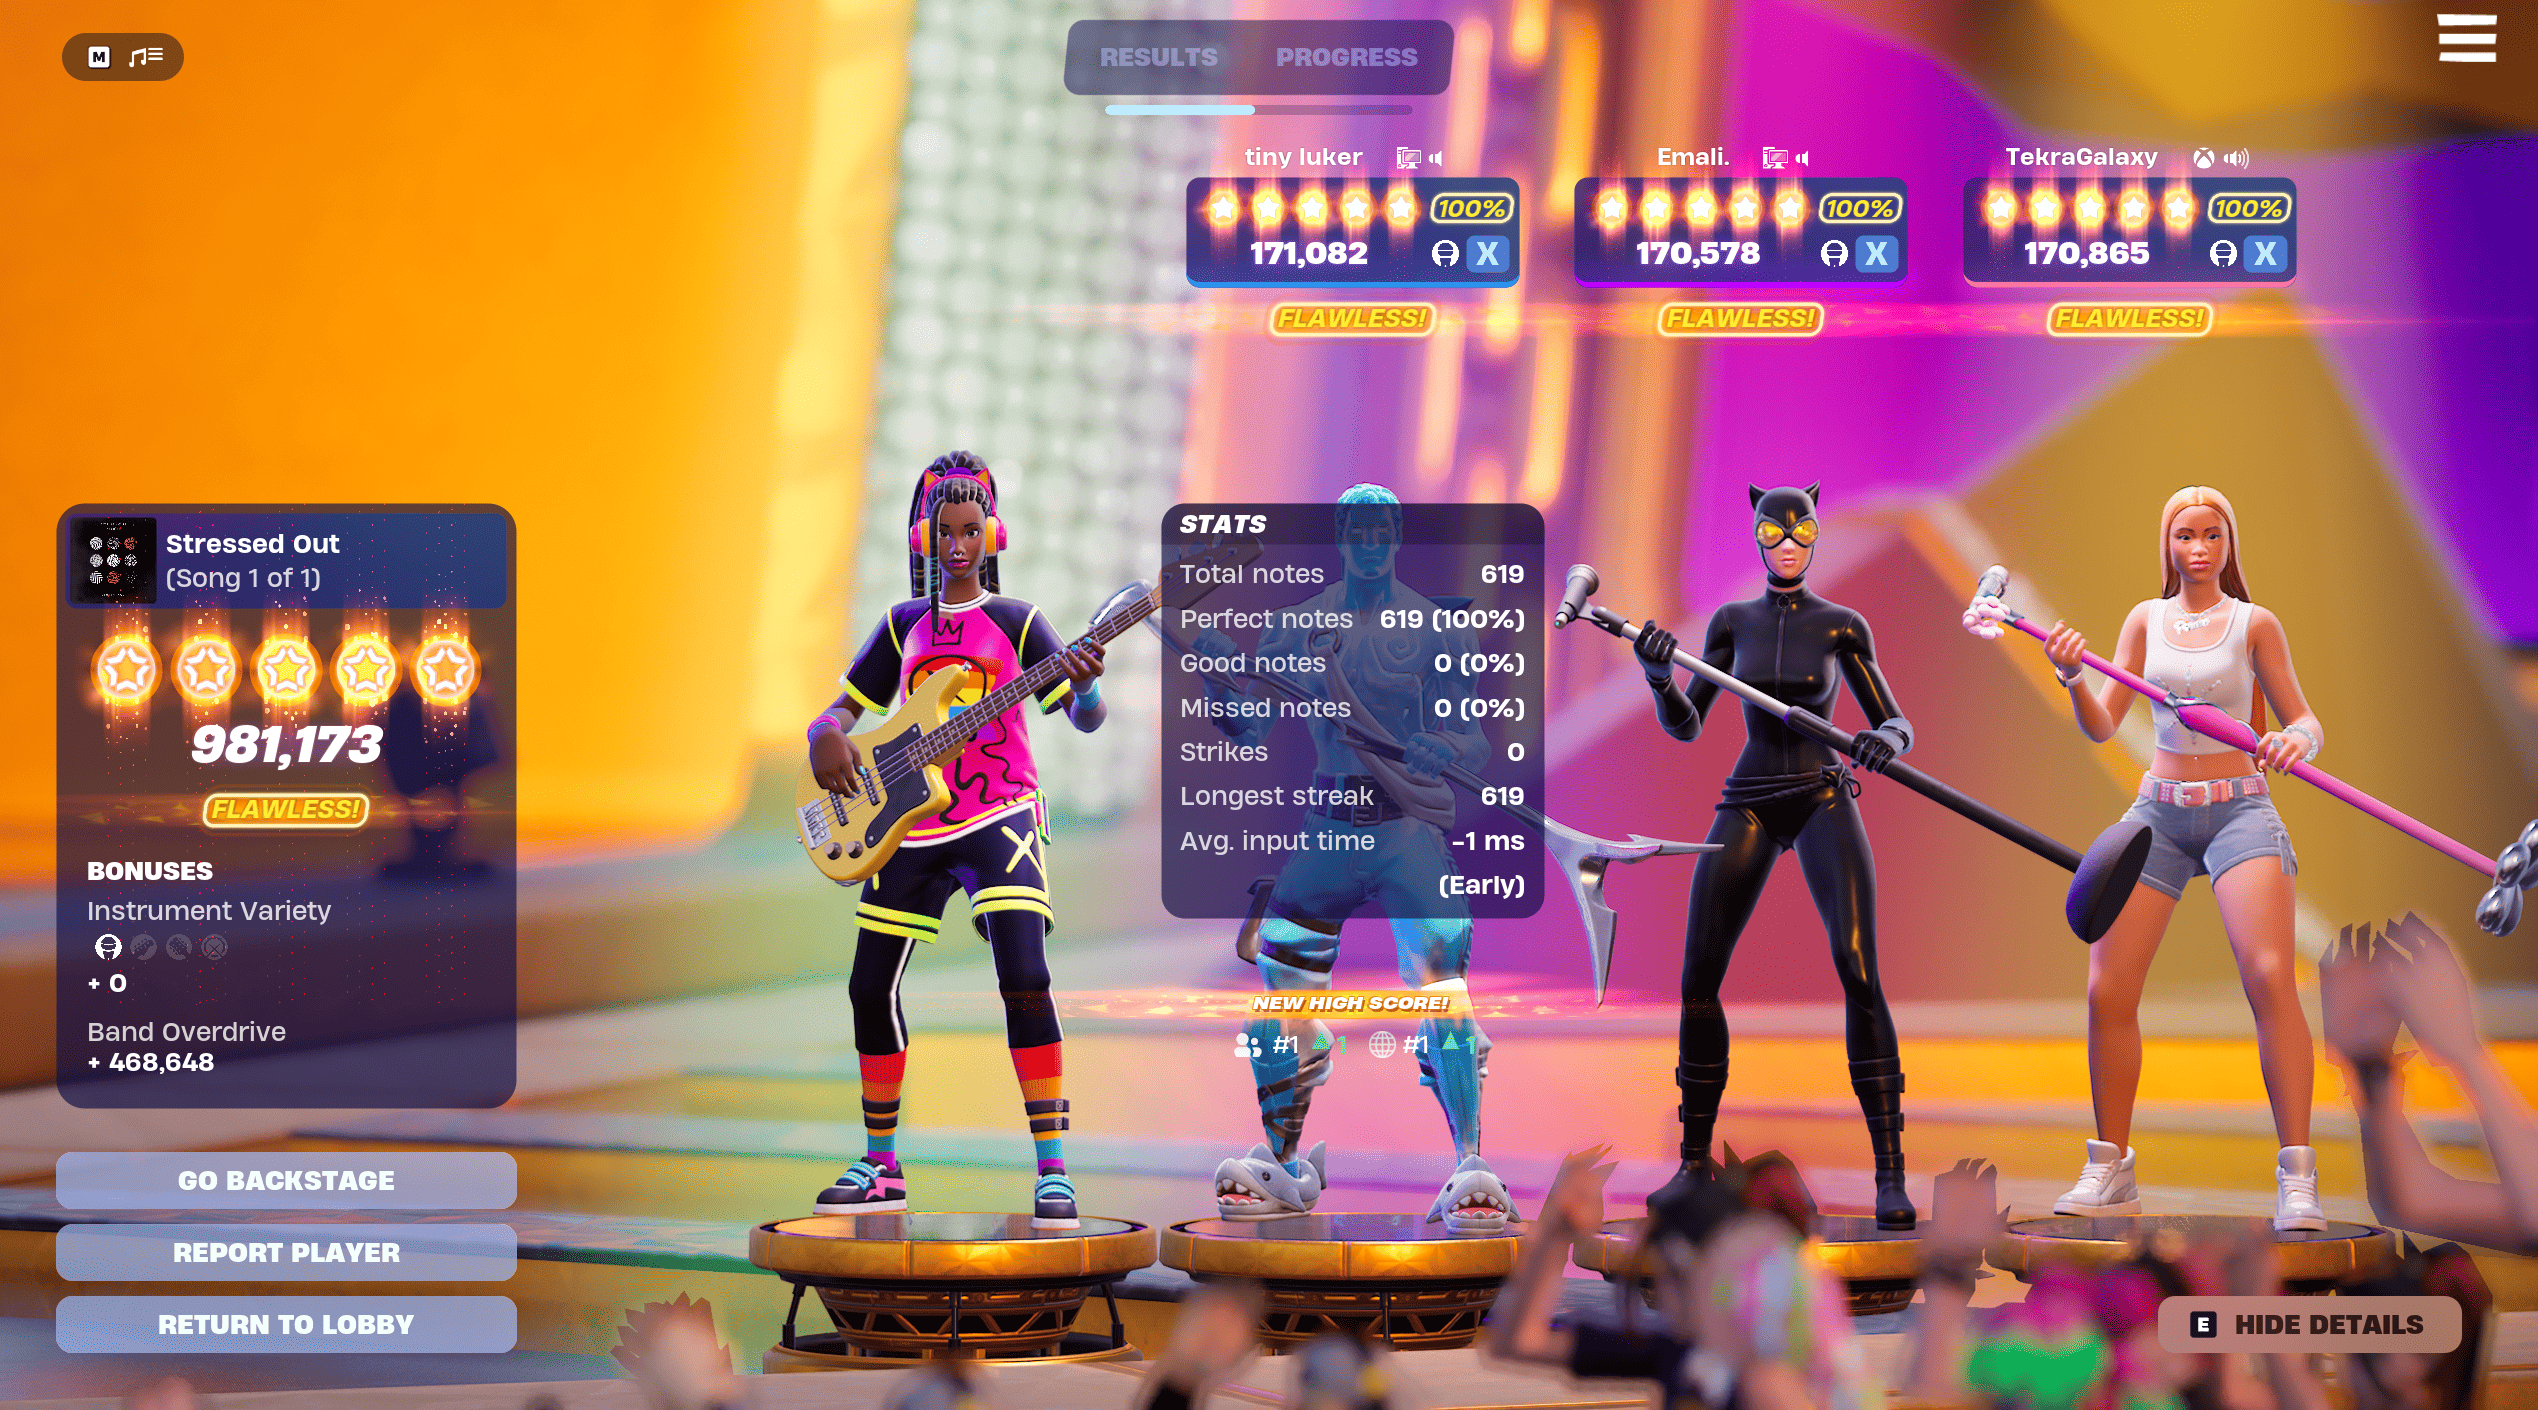 M
RESULTS PROGRESS
tiny luker
100%
171,082
X
FLAWLESS!
Emali.
100%
170,578
X
FLAWLESS!
TekraGalaxy
100%
170,865
X
FLAWLESS!
Stressed Out
(Song 1 of 1)
981,173
FLAWLESS!
BONUSES
Instrument Variety
+ 0
Band Overdrive
+ 468,648
GO BACKSTAGE
REPORT PLAYER
RETURN TO LOBBY
STATS
Total notes 619
Perfect notes 619 (100%)
Good notes 0 (0%)
Missed notes 0 (0%)
Strikes 0
Longest streak 619
Avg. input time -1 ms
(Early)
NEW HIGH SCORE!
#1 1 #1 1
E HIDE DETAILS